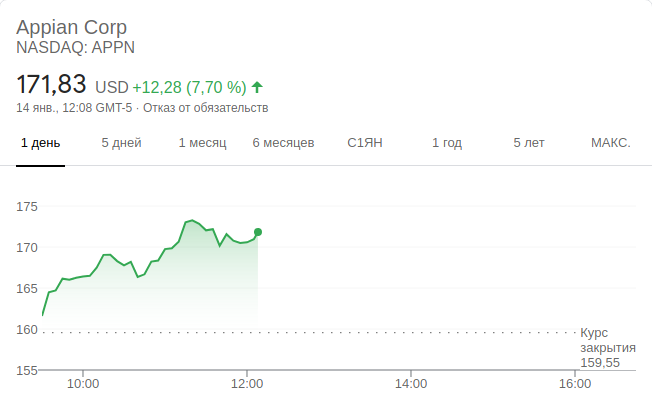 Appian Corp
NASDAQ: APPN
171,83 USD +12,28 (7,70 %)
14 янв., 12:08 GMT-5 · Отказ от обязательств
1 день 5 дней 1 месяц 6 месяцев С1ЯН 1 год 5 лет МАКС.
175
170
165
160
155
Курс
закрытия
159,55
10:00 12:00 14:00 16:00